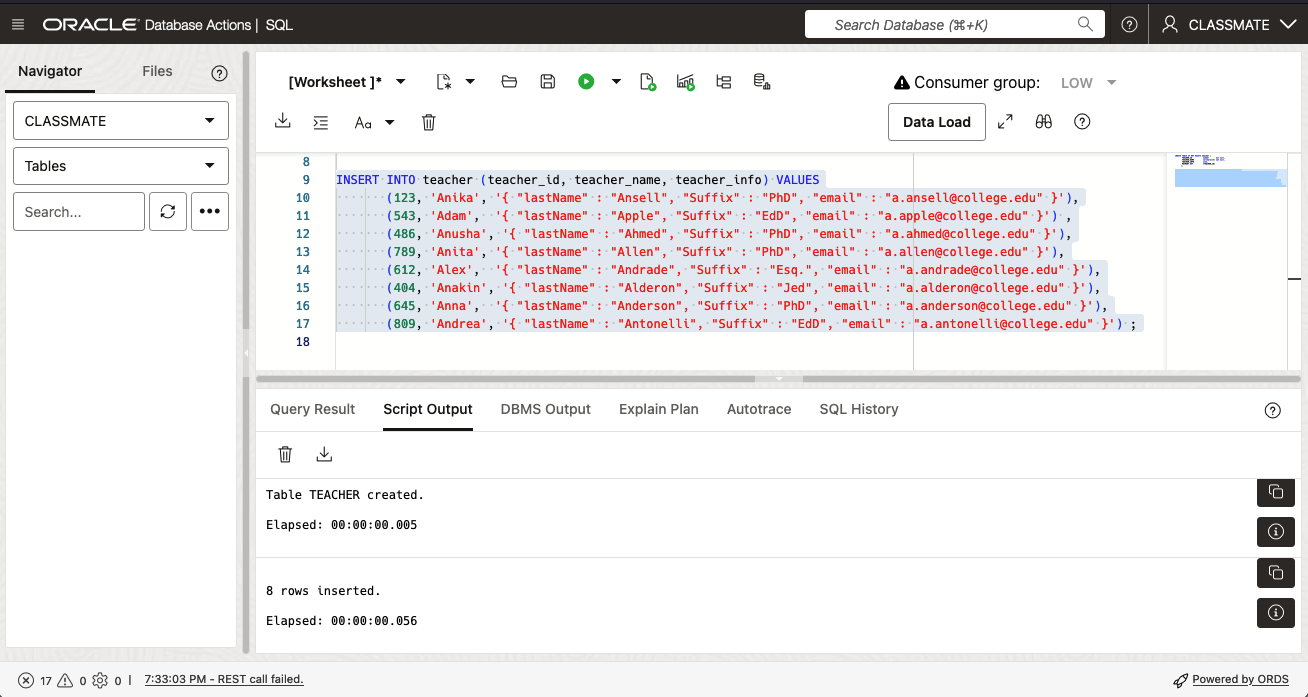 ORACLE Database Actions | SQL
Search Database (⌘+K)
CLASSMATE
Navigator
Files
CLASSMATE
Tables
Search...
[Worksheet ]*
Consumer group: LOW
Aa
Data Load
8
9 INSERT INTO teacher (teacher_id, teacher_name, teacher_info) VALUES
10 (123, 'Anika', '{ "lastName" : "Ansell", "Suffix" : "PhD", "email" : "a.ansell@college.edu" }'),
11 (543, 'Adam', '{ "lastName" : "Apple", "Suffix" : "EdD", "email" : "a.apple@college.edu" }') ,
12 (486, 'Anusha', '{ "lastName" : "Ahmed", "Suffix" : "PhD", "email" : "a.ahmed@college.edu" }'),
13 (789, 'Anita', '{ "lastName" : "Allen", "Suffix" : "PhD", "email" : "a.allen@college.edu" }'),
14 (612, 'Alex', '{ "lastName" : "Andrade", "Suffix" : "Esq.", "email" : "a.andrade@college.edu" }'),
15 (404, 'Anakin', '{ "lastName" : "Alderon", "Suffix" : "Jed", "email" : "a.alderon@college.edu" }'),
16 (645, 'Anna', '{ "lastName" : "Anderson", "Suffix" : "PhD", "email" : "a.anderson@college.edu" }'),
17 (809, 'Andrea', '{ "lastName" : "Antonelli", "Suffix" : "EdD", "email" : "a.antonelli@college.edu" }') ;
18
Query Result
Script Output
DBMS Output
Explain Plan
Autotrace
SQL History
Table TEACHER created.
Elapsed: 00:00:00.005
8 rows inserted.
Elapsed: 00:00:00.056
17 0 0 | 7:33:03 PM - REST call failed.
Powered by ORDS